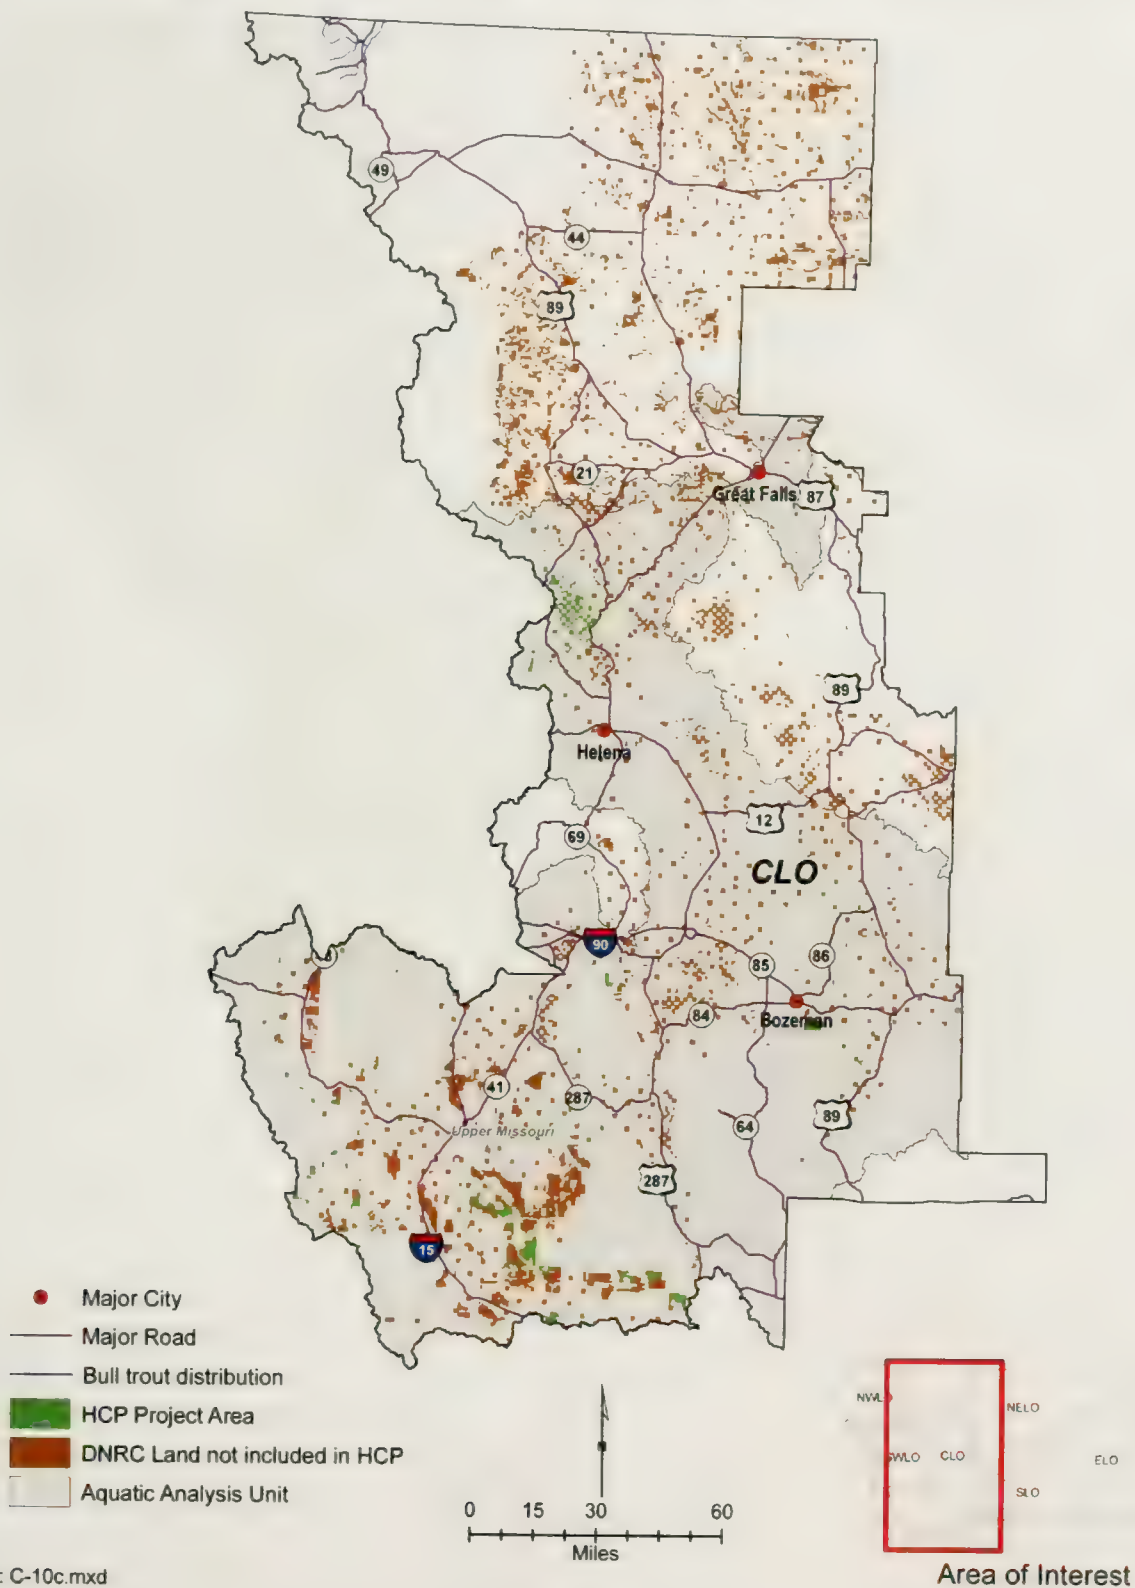 49
44
89
21
Great Falls
87
89
Helena
12
69
CLO
90
85
86
84
Bozeman
41
287
89
64
Upper Missouri
287
15
Major City
Major Road
Bull trout distribution
HCP Project Area
DNRC Land not included in HCP
Aquatic Analysis Unit
0 15 30 60
Miles
NELO
CLO
ELO
SLO
Area of Interest
: C-10c.mxd